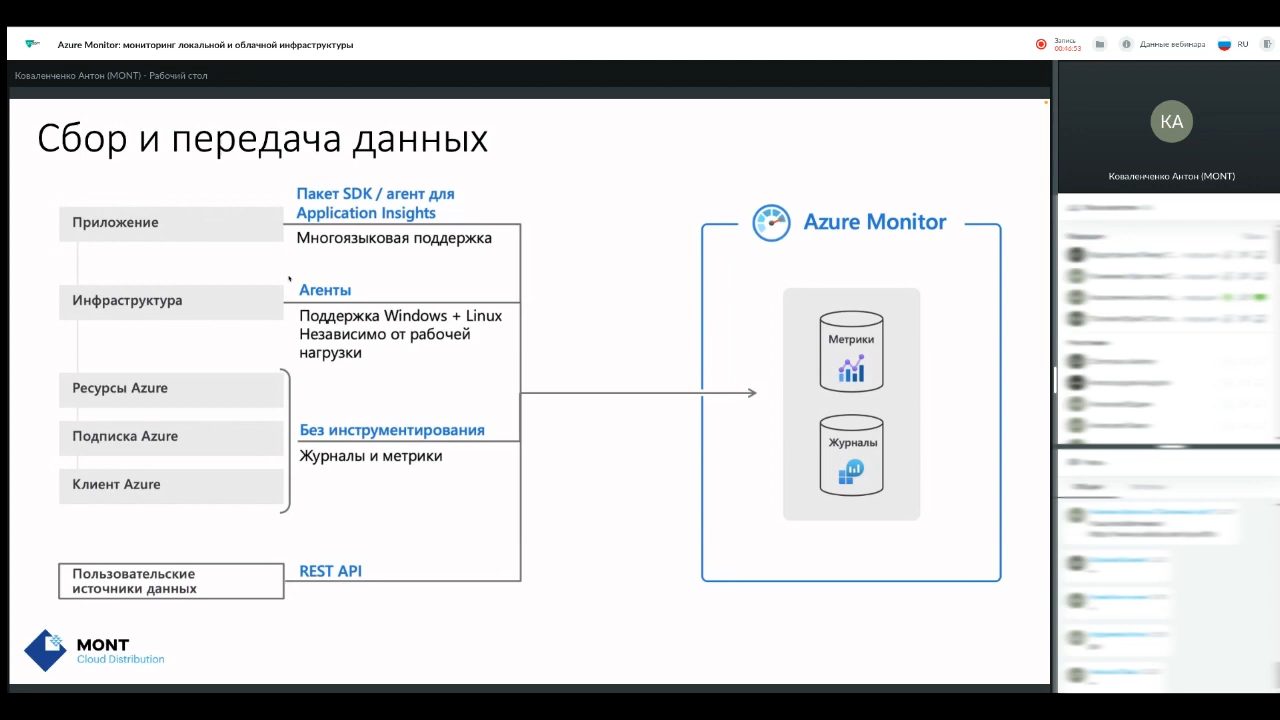 Azure Monitor: мониторинг локальной и облачной инфраструктуры
Запись
00:46:53
Данные вебинара
RU
Коваленченко Антон (MONT) - Рабочий стол
KA
Коваленченко Антон (MONT)
Сбор и передача данных
Приложение
Пакет SDK / агент для
Application Insights
Многоязыковая поддержка
Инфраструктура
Агенты
Поддержка Windows + Linux
Независимо от рабочей
нагрузки
Ресурсы Azure
Подписка Azure
Клиент Azure
Без инструментирования
Журналы и метрики
Пользовательские
источники данных
REST API
Azure Monitor
Метрики
Журналы
MONT
Cloud Distribution